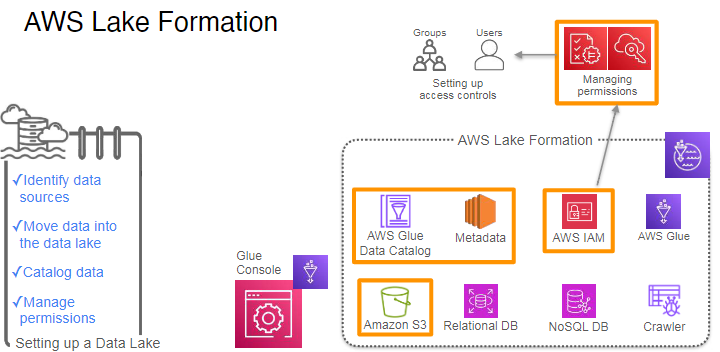 AWS Lake Formation
Groups
Users
Setting up
access controls
Managing
permissions
AWS Lake Formation
✓Identify data
sources
✓Move data into
the data lake
✓Catalog data
✓Manage
permissions
Setting up a Data Lake
Glue
Console
AWS Glue
Data Catalog
Metadata
AWS IAM
AWS Glue
Amazon S3
Relational DB
NoSQL DB
Crawler